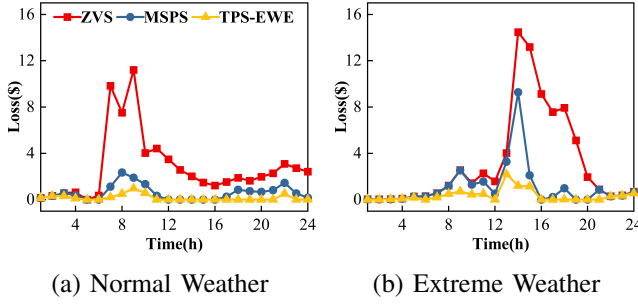 ZVS MSPS TPS-EWE
Loss($)
16
12
8
4
0
4 8 12 16 20 24
Time(h)
(a) Normal Weather
Loss($)
16
12
8
4
0
4 8 12 16 20 24
Time(h)
(b) Extreme Weather